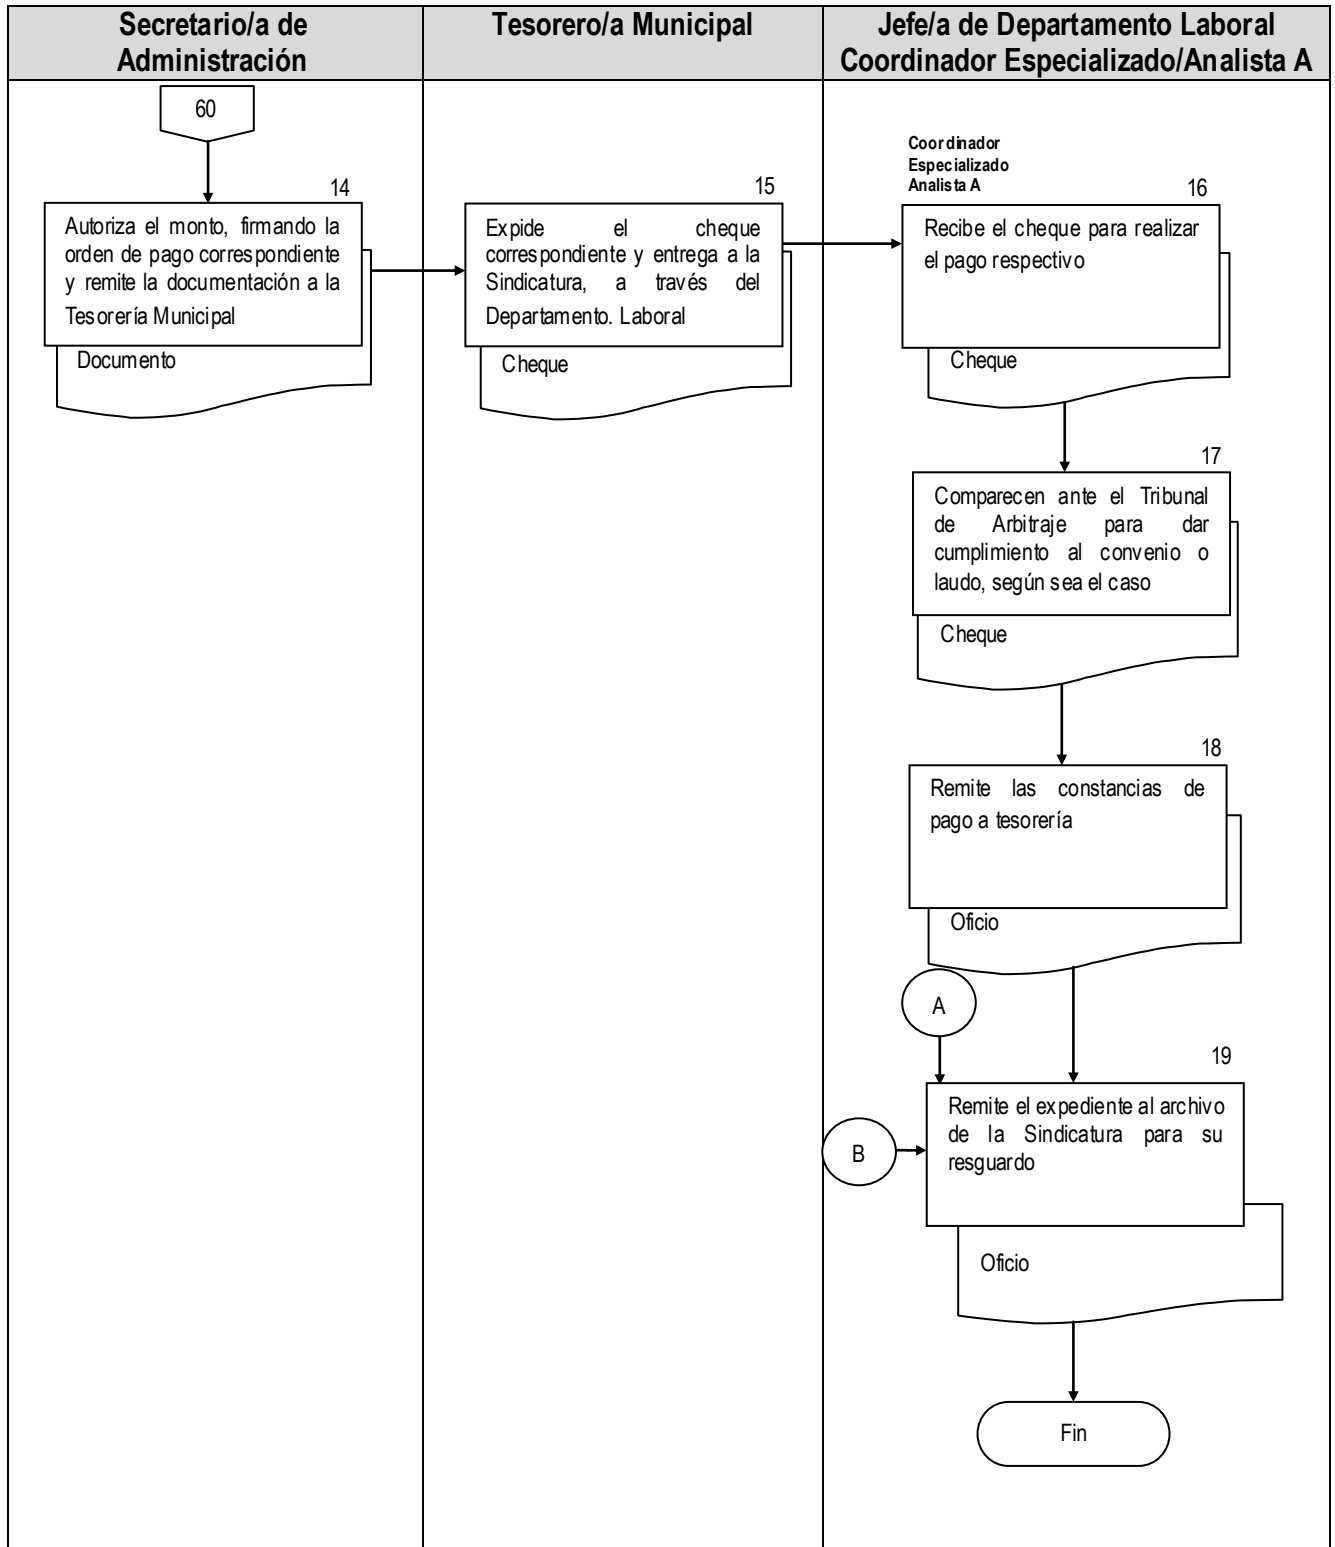 Secretario/a de
Administración
Tesorero/a Municipal
Jefe/a de Departamento Laboral
Coordinador Especializado/Analista A
60
14
Autoriza el monto, firmando la
orden de pago correspondiente
y remite la documentación a la
Tesorería Municipal
Documento
15
Expide el cheque
correspondiente y entrega a la
Sindicatura, a través del
Departamento. Laboral
Cheque
Coordinador
Especializado
Analista A
16
Recibe el cheque para realizar
el pago respectivo
Cheque
17
Comparecen ante el Tribunal
de Arbitraje para dar
cumplimiento al convenio o
laudo, según sea el caso
Cheque
18
Remite las constancias de
pago a tesorería
Oficio
A
19
Remite el expediente al archivo
de la Sindicatura para su
resguardo
B
Oficio
Fin